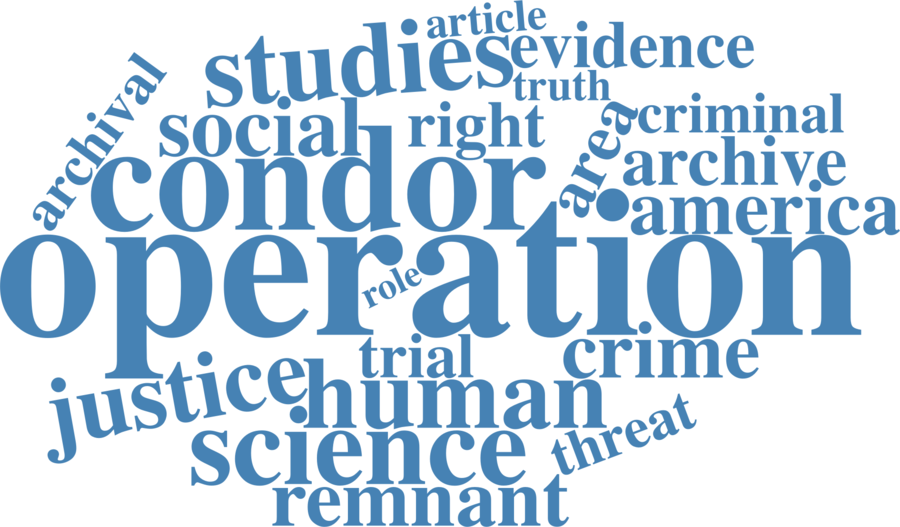 article
studies
evidence
truth
archival
social
right
area
criminal
condor
archive
america
operation
role
trial
crime
justice
human
threat
science
remnant